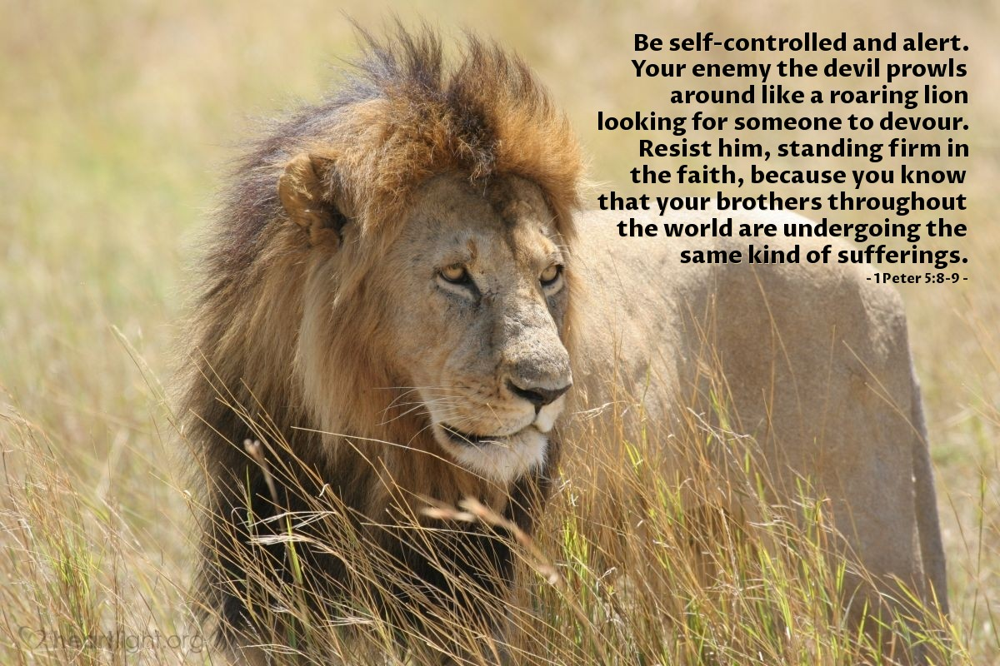 Be self-controlled and alert.
Your enemy the devil prowls
around like a roaring lion
looking for someone to devour.
Resist him, standing firm in
the faith, because you know
that your brothers throughout
the world are undergoing the
same kind of sufferings.
- 1 Peter 5:8-9 -
heartlight.org